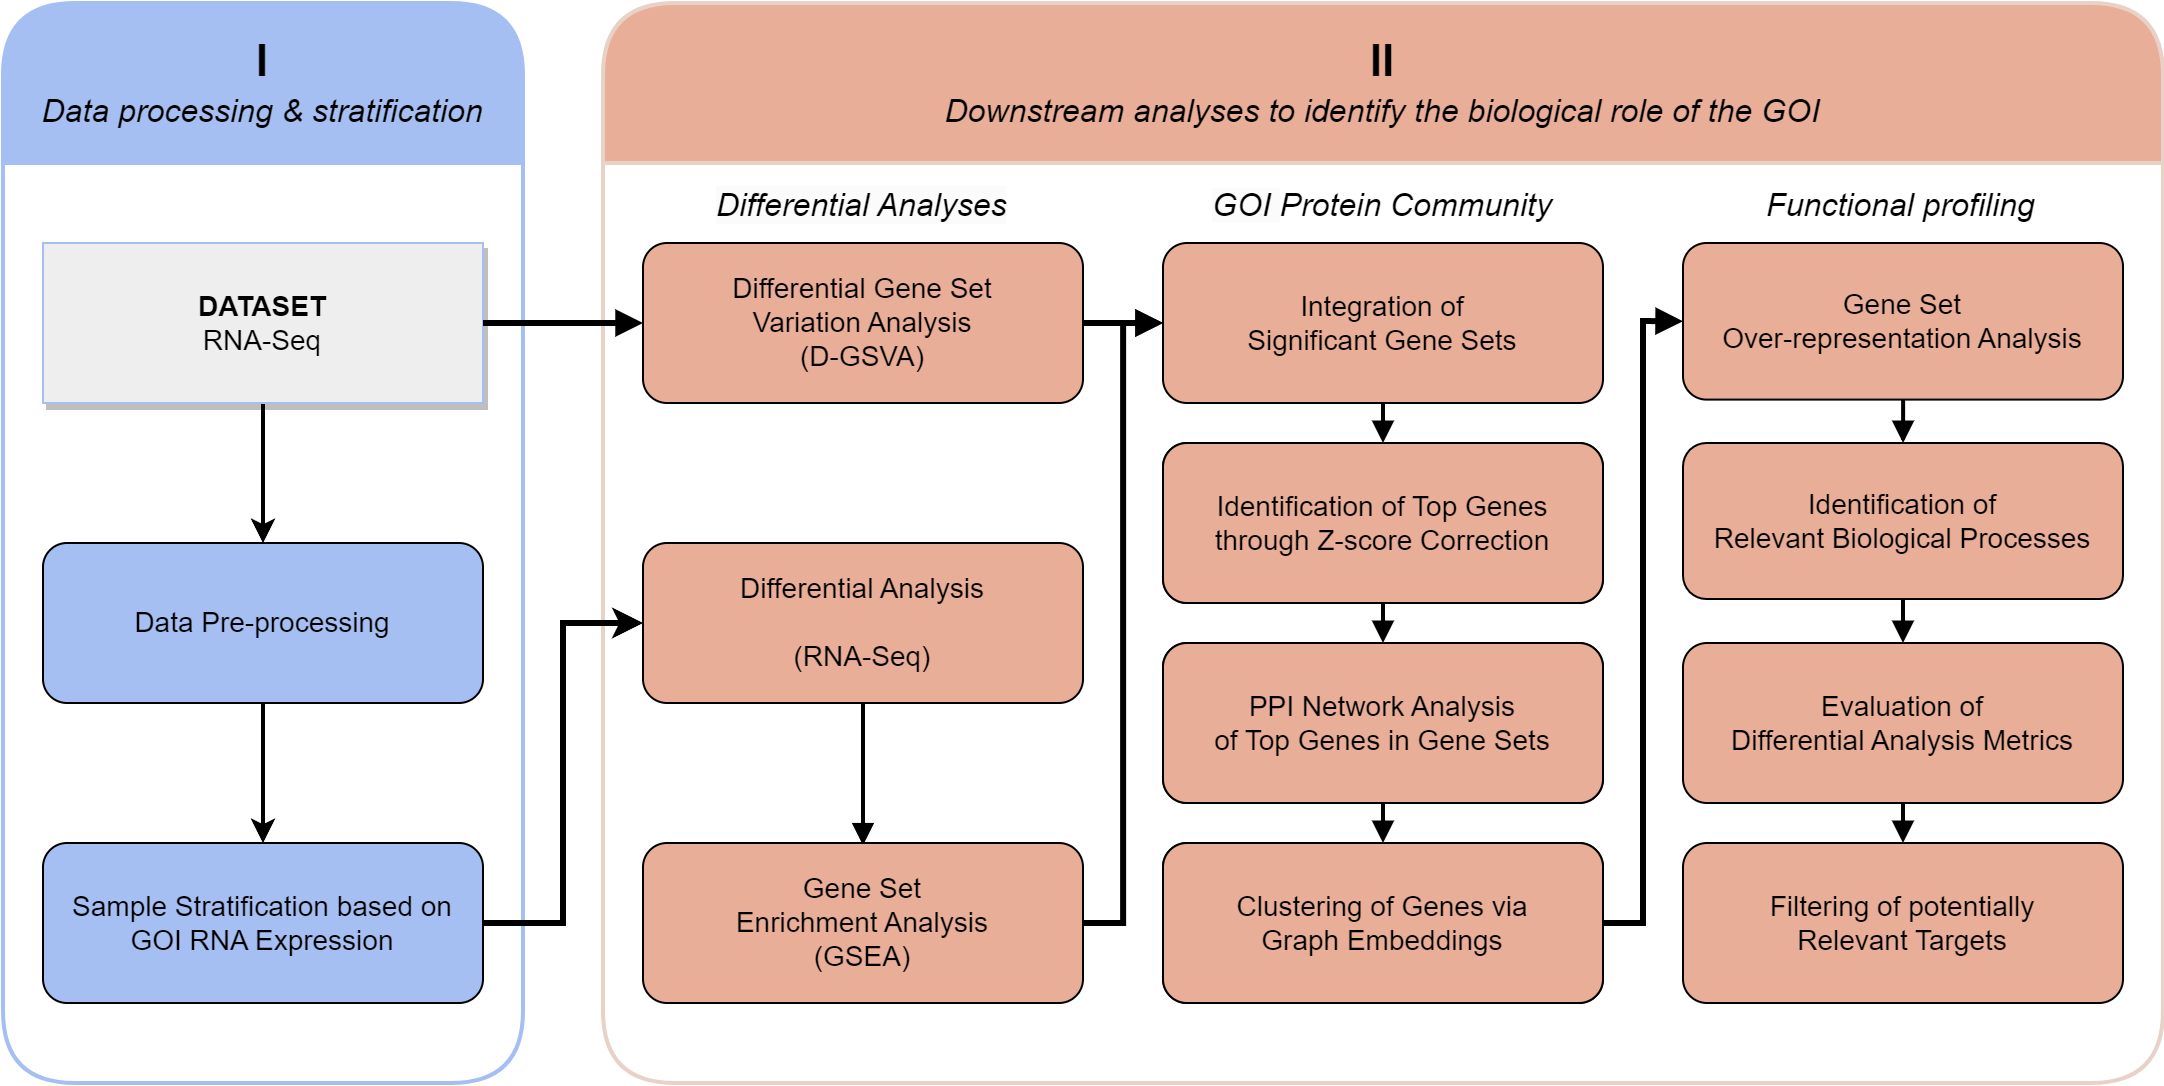 I
Data processing & stratification
DATASET
RNA-Seq
Data Pre-processing
Sample Stratification based on
GOI RNA Expression
II
Downstream analyses to identify the biological role of the GOI
Differential Analyses
Differential Gene Set
Variation Analysis
(D-GSVA)
Differential Analysis
(RNA-Seq)
Gene Set
Enrichment Analysis
(GSEA)
GOI Protein Community
Integration of
Significant Gene Sets
Identification of Top Genes
through Z-score Correction
PPI Network Analysis
of Top Genes in Gene Sets
Clustering of Genes via
Graph Embeddings
Functional profiling
Gene Set
Over-representation Analysis
Identification of
Relevant Biological Processes
Evaluation of
Differential Analysis Metrics
Filtering of potentially
Relevant Targets